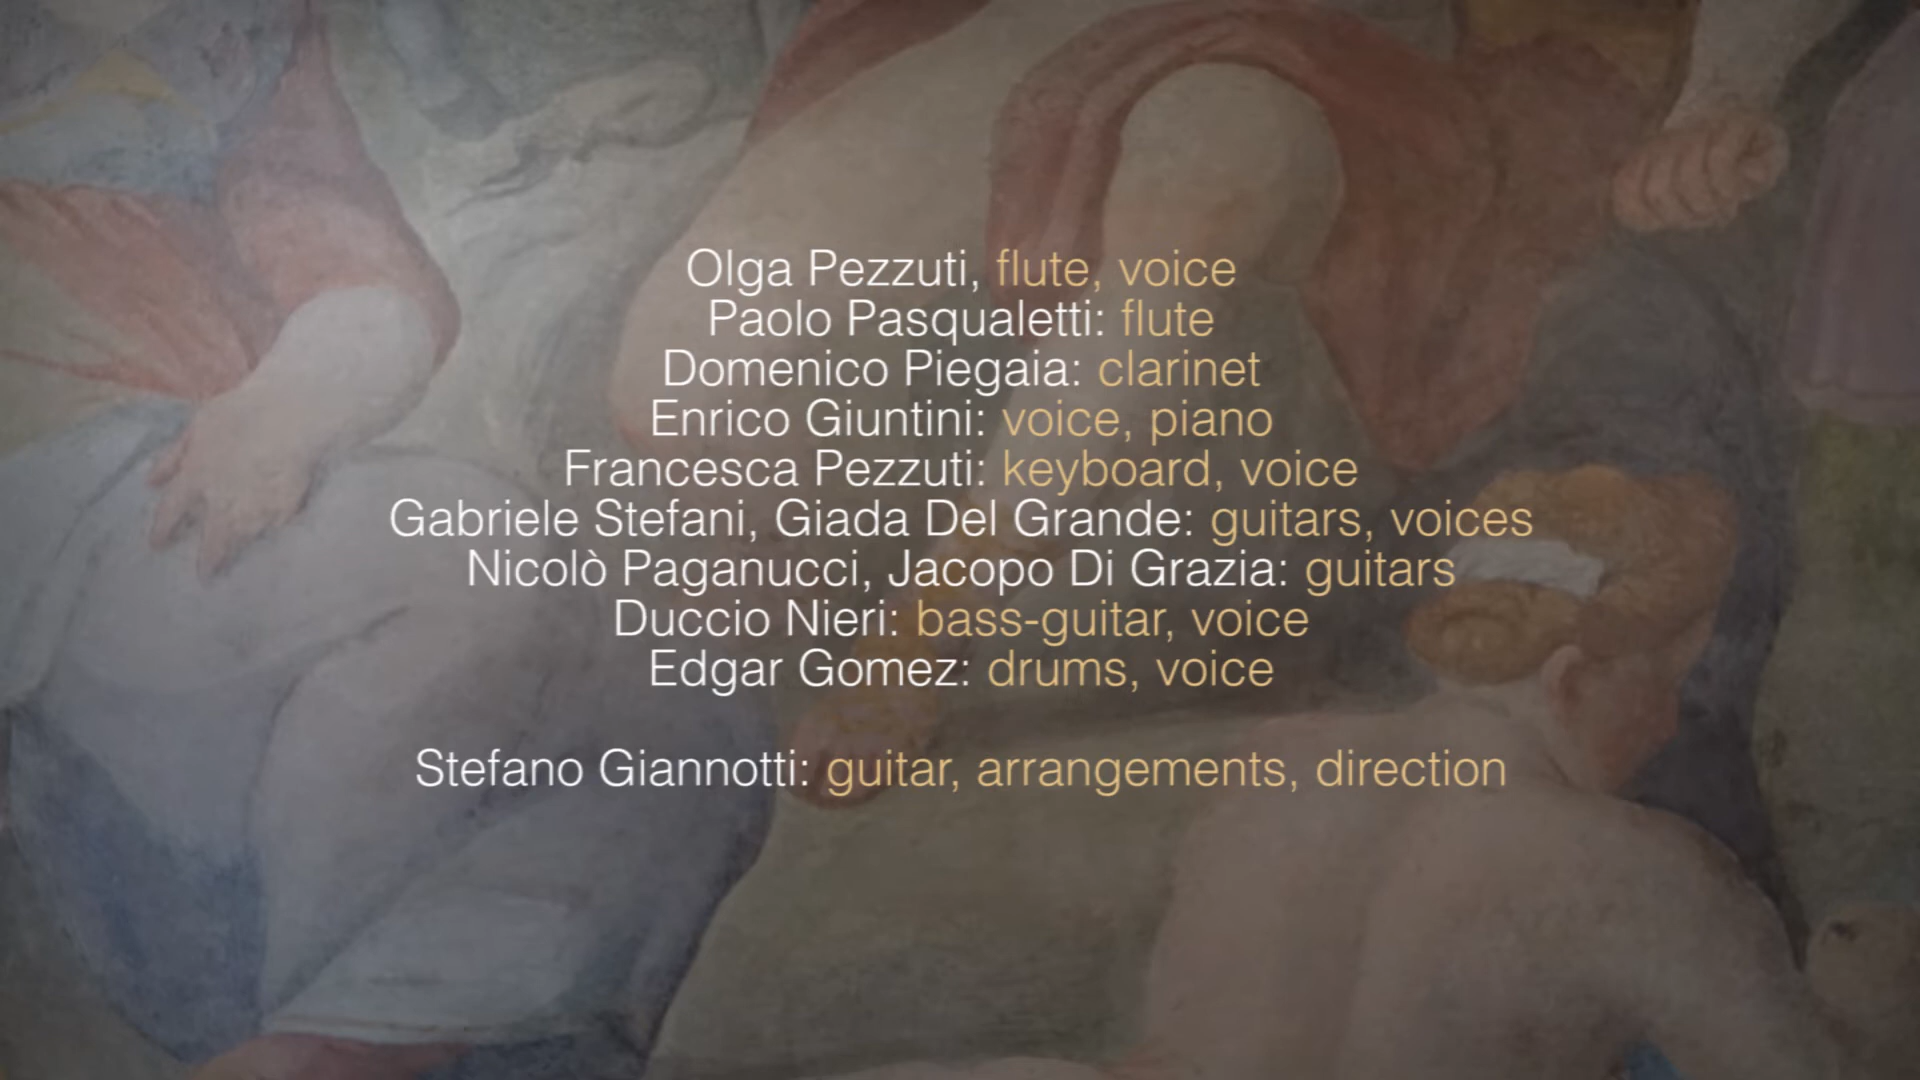 Olga Pezzuti, flute, voice
Paolo Pasqualetti: flute
Domenico Piegaia: clarinet
Enrico Giuntini: voice, piano
Francesca Pezzuti: keyboard, voice
Gabriele Stefani, Giada Del Grande: guitars, voices
Nicolò Paganucci, Jacopo Di Grazia: guitars
Duccio Nieri: bass-guitar, voice
Edgar Gomez: drums, voice
Stefano Giannotti: guitar, arrangements, direction